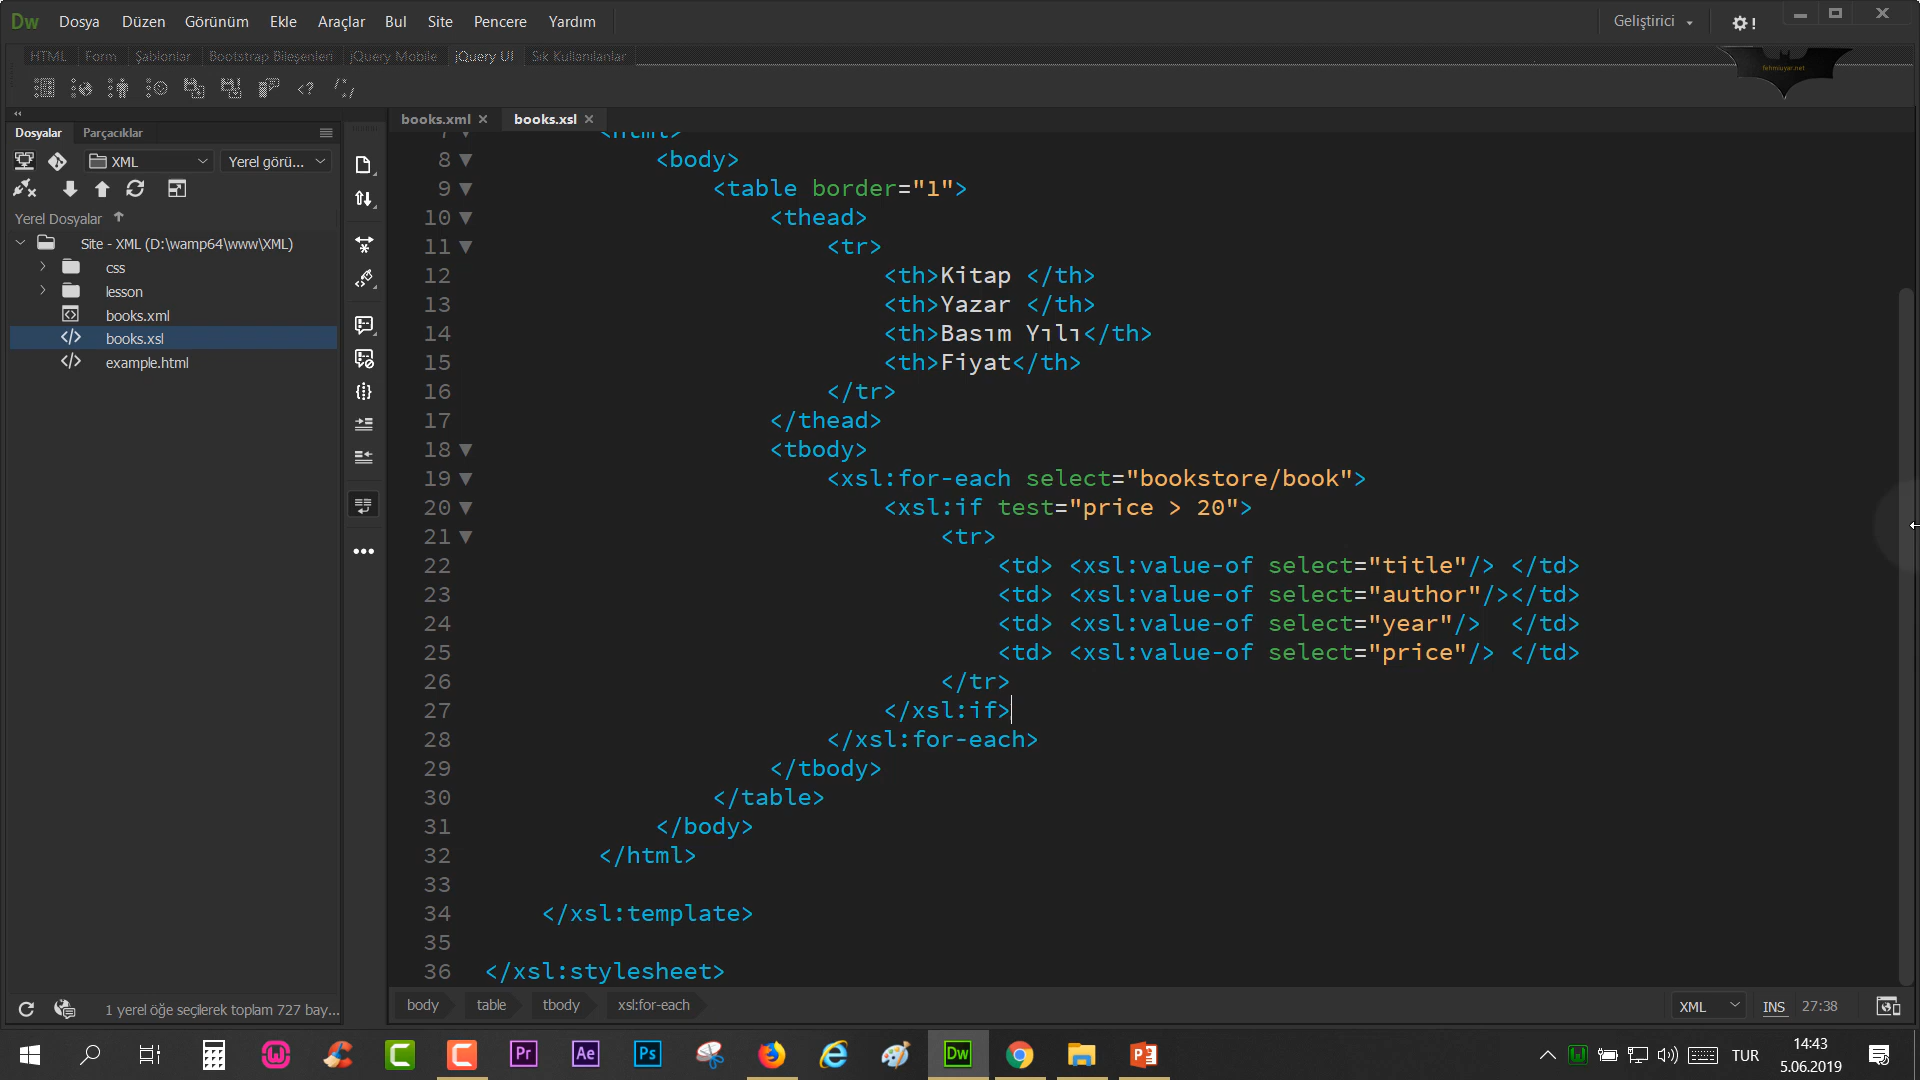 Dw Dosya Düzen Görünüm Ekle Araçlar Bul Site Pencere Yardım Geliştirici
HTML Form Şablonlar Bootstrap Bileşenleri jQuery Mobile jQuery UI Sık Kullanılanlar
fehmiuyar.net
Dosyalar Parçacıklar
books.xml books.xsl
XML Yerel görü...
Yerel Dosyalar
Site - XML (D:\wamp64\www\XML)
css
lesson
books.xml
books.xsl
example.html
7 <html>
8 <body>
9 <table border="1">
10 <thead>
11 <tr>
12 <th>Kitap </th>
13 <th>Yazar </th>
14 <th>Basım Yılı</th>
15 <th>Fiyat</th>
16 </tr>
17 </thead>
18 <tbody>
19 <xsl:for-each select="bookstore/book">
20 <xsl:if test="price > 20">
21 <tr>
22 <td> <xsl:value-of select="title"/> </td>
23 <td> <xsl:value-of select="author"/></td>
24 <td> <xsl:value-of select="year"/>  </td>
25 <td> <xsl:value-of select="price"/> </td>
26 </tr>
27 </xsl:if>
28 </xsl:for-each>
29 </tbody>
30 </table>
31 </body>
32 </html>
33
34 </xsl:template>
35
36 </xsl:stylesheet>
1 yerel öğe seçilerek toplam 727 bay...
body table tbody xsl:for-each
XML INS 27:38
Pr Ae Ps Dw
TUR
14:43
5.06.2019